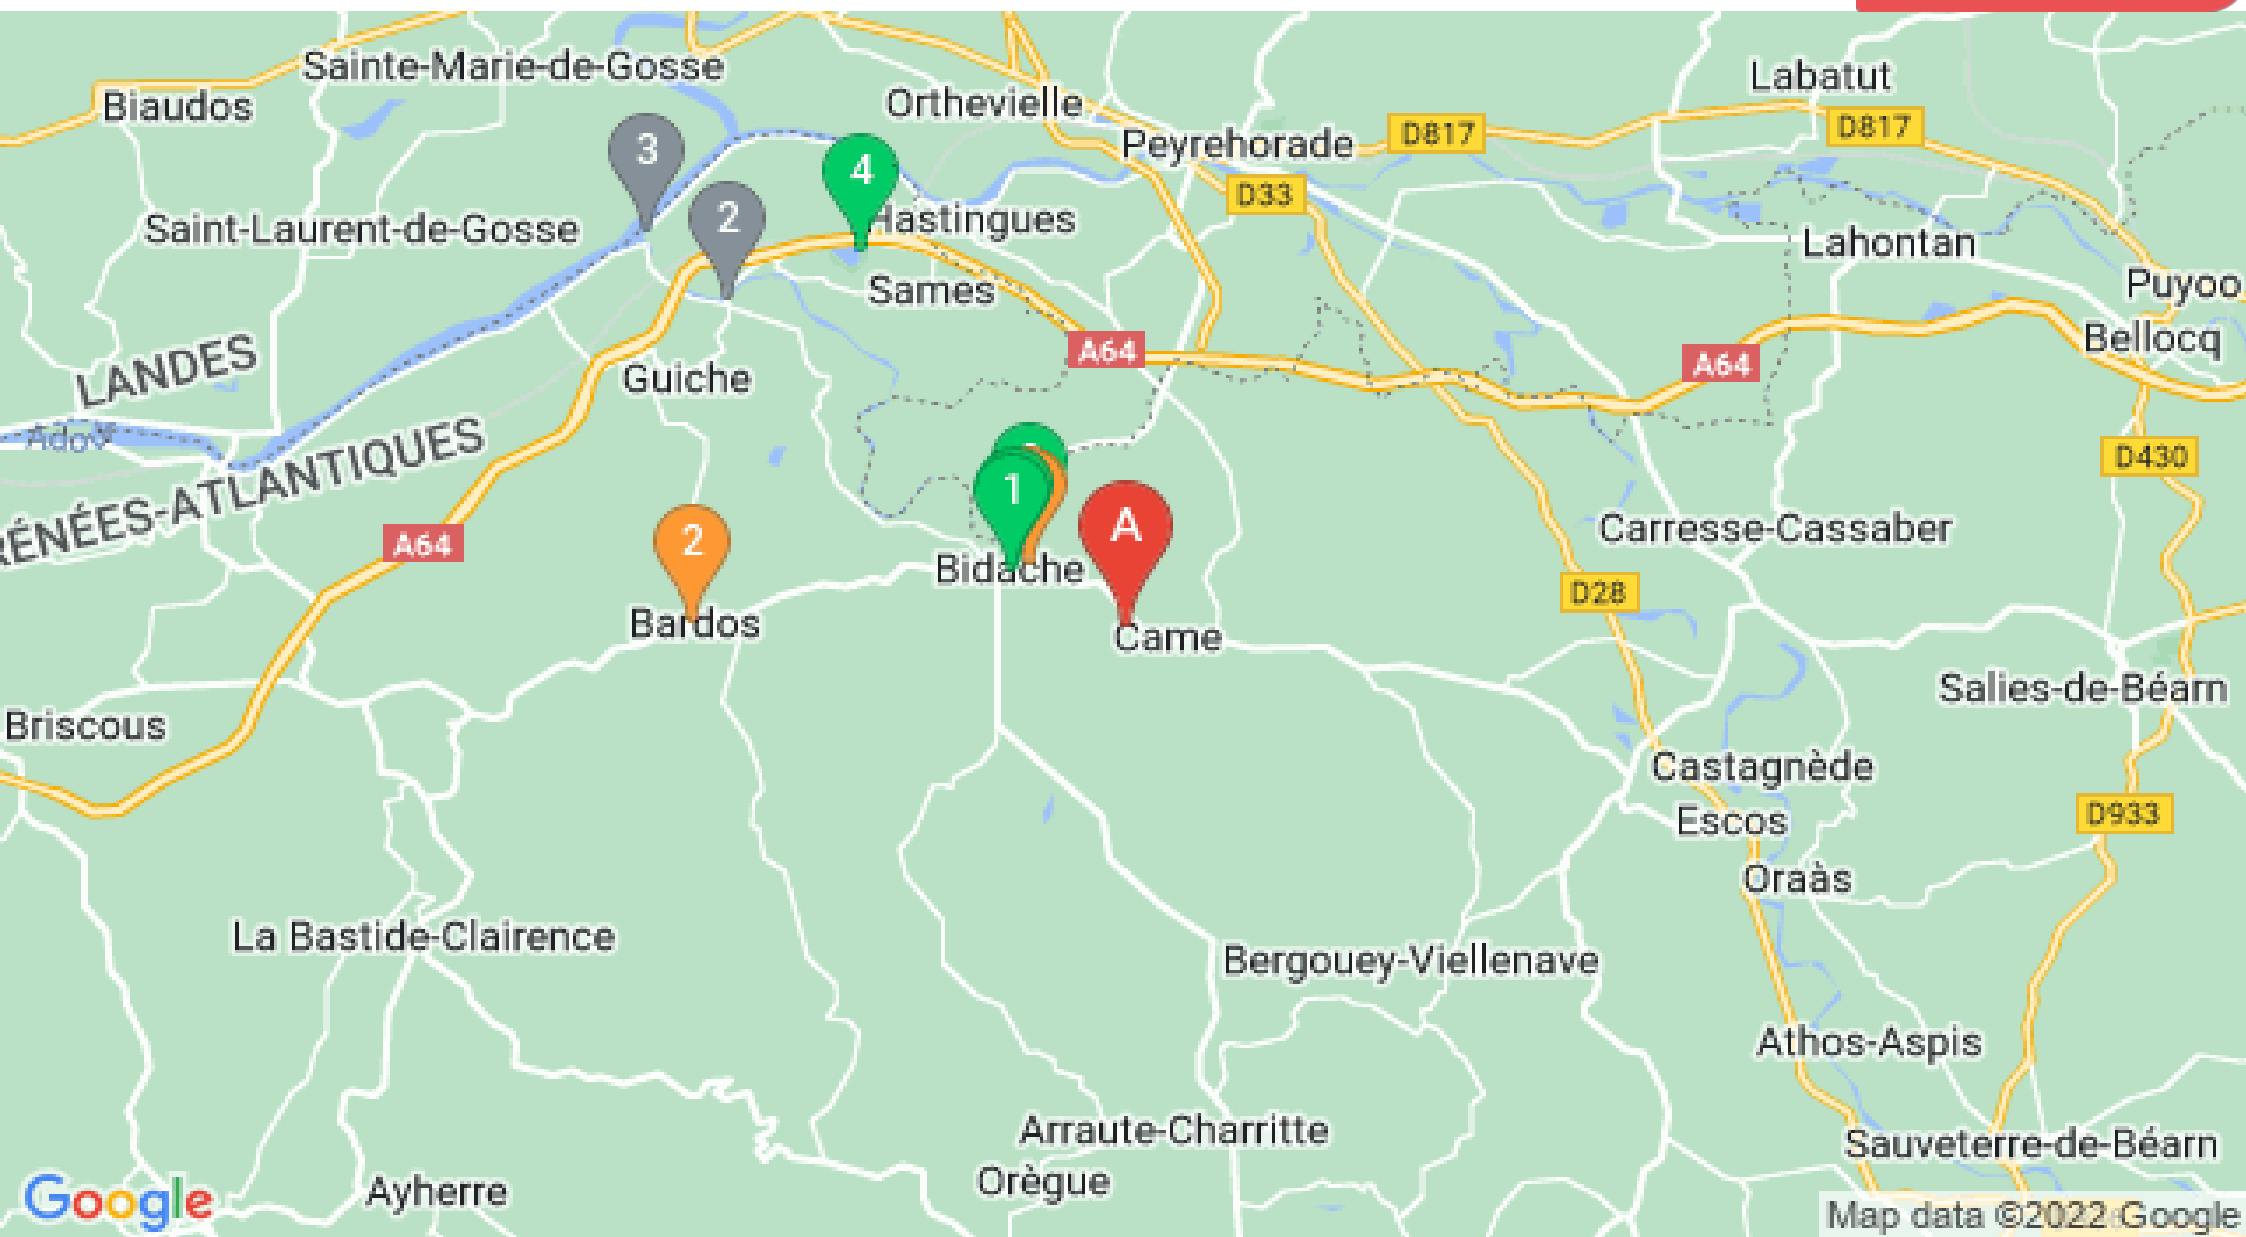 Sainte-Marie-de-Gosse
Labatut
Biaudos
Orthevielle
D817
D817
Peyrehorade
3
4
D33
2
Hastingues
Saint-Laurent-de-Gosse
Lahontan
Sames
Puyoo
Bellocq
A64
A64
LANDES
Guiche
Adour
D430
RÉNÉES-ATLANTIQUES
1
A
A64
2
Carresse-Cassaber
Bidache
D28
Bardos
Came
Salies-de-Béarn
Briscous
Castagnède
D933
Escos
Oraàs
La Bastide-Clairence
Bergouey-Viellenave
Athos-Aspis
Arraute-Charritte
Sauveterre-de-Béarn
Orègue
Ayherre
Google
Map data ©2022 Google